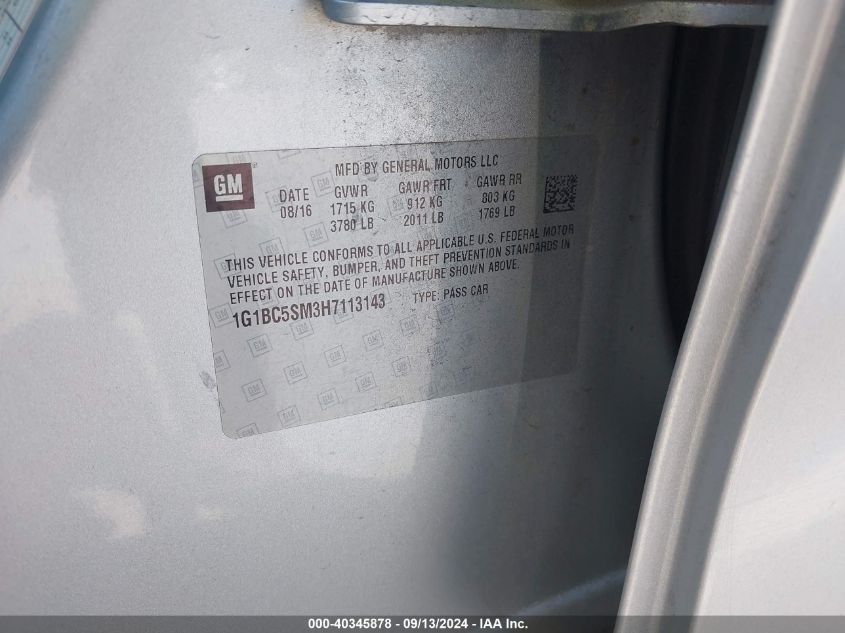 GM
MFD BY GENERAL MOTORS LLC
DATE GVWR GAWR FRT GAWR RR
08/16 1715 KG 912 KG 803 KG
3780 LB 2011 LB 1769 LB
THIS VEHICLE CONFORMS TO ALL APPLICABLE U.S. FEDERAL MOTOR
VEHICLE SAFETY, BUMPER, AND THEFT PREVENTION STANDARDS IN
EFFECT ON THE DATE OF MANUFACTURE SHOWN ABOVE.
1G1BC5SM3H7113143 TYPE: PASS CAR
000-40345878 - 09/13/2024 - IAA Inc.